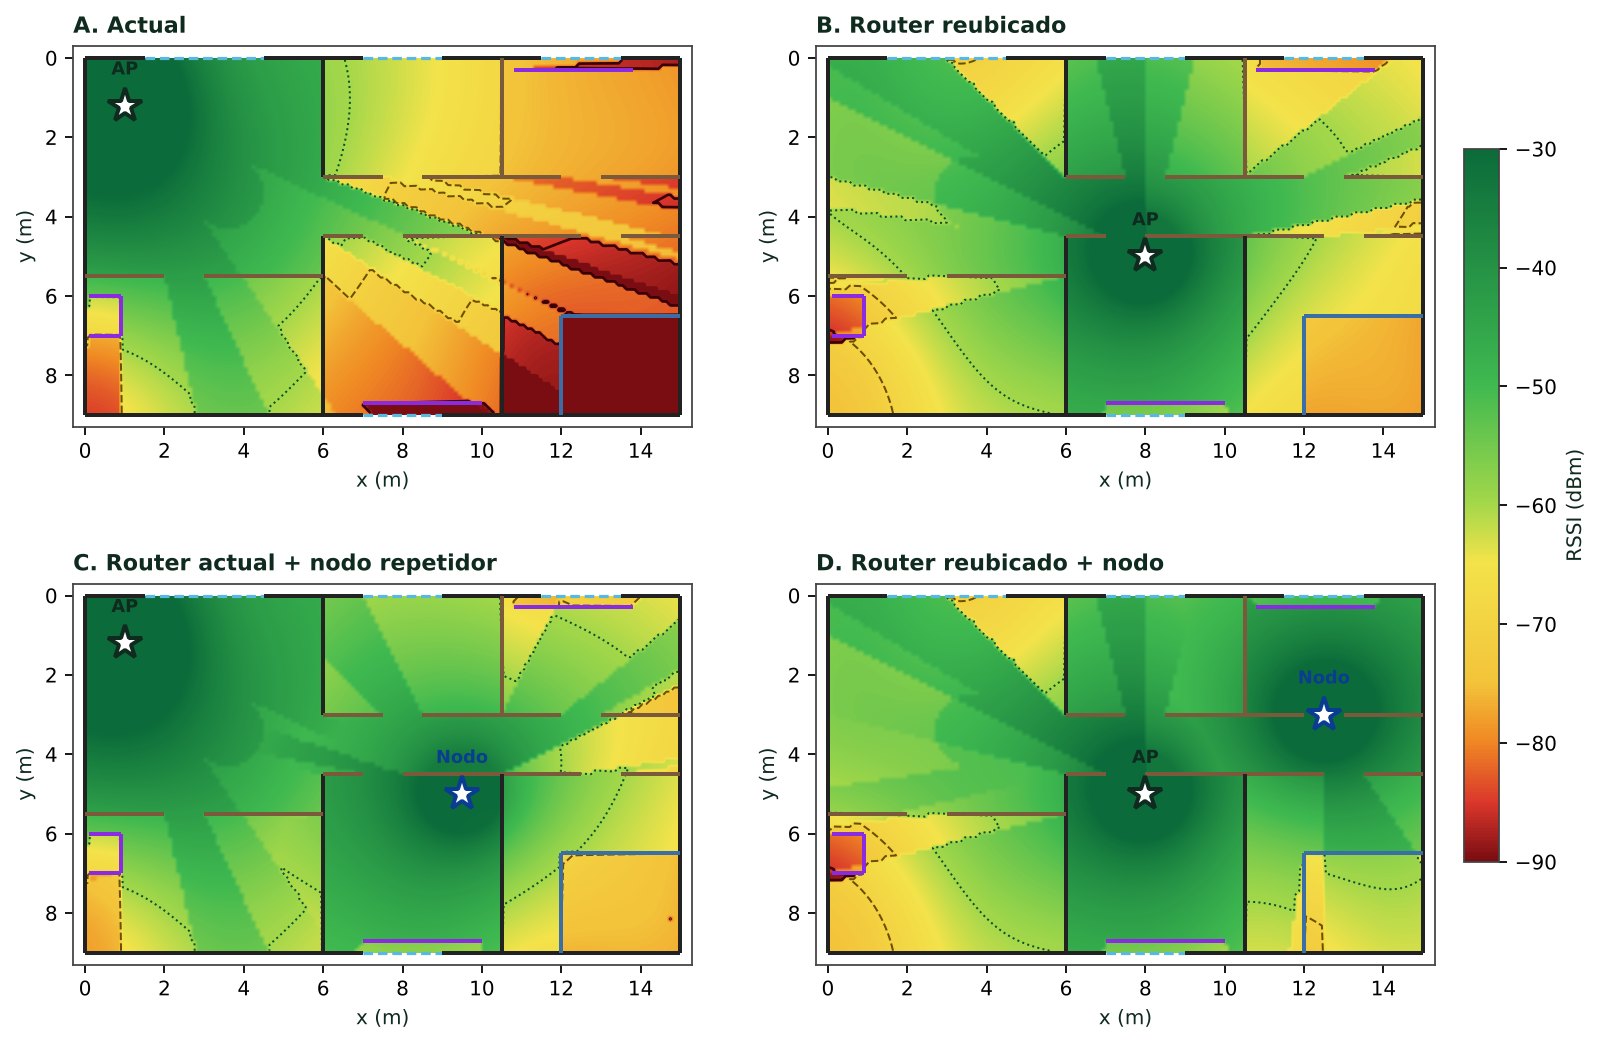 A. Actual
B. Router reubicado
AP
AP
0
2
4
6
8
y (m)
0 2 4 6 8 10 12 14
x (m)
0
2
4
6
8
y (m)
0 2 4 6 8 10 12 14
x (m)
C. Router actual + nodo repetidor
D. Router reubicado + nodo
AP
Nodo
0
2
4
6
8
y (m)
0 2 4 6 8 10 12 14
x (m)
Nodo
AP
0
2
4
6
8
y (m)
0 2 4 6 8 10 12 14
x (m)
−30
−40
−50
−60
−70
−80
−90
RSSI (dBm)